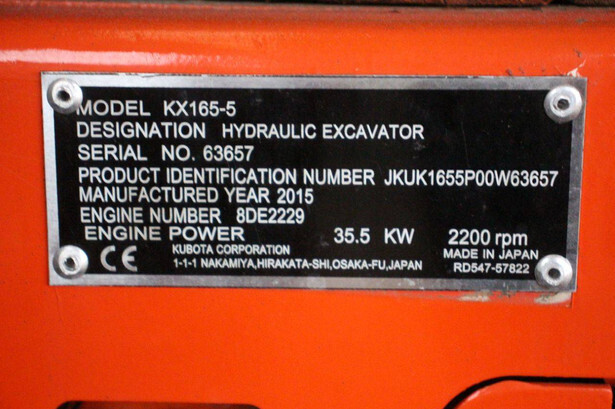 MODEL KX165-5
DESIGNATION HYDRAULIC EXCAVATOR
SERIAL NO. 63657
PRODUCT IDENTIFICATION NUMBER JKUK1655P00W63657
MANUFACTURED YEAR 2015
ENGINE NUMBER 8DE2229
ENGINE POWER 35.5 KW 2200 rpm
CE
KUBOTA CORPORATION
1-1-1 NAKAMIYA,HIRAKATA-SHI,OSAKA-FU,JAPAN
MADE IN JAPAN
RD547-57822